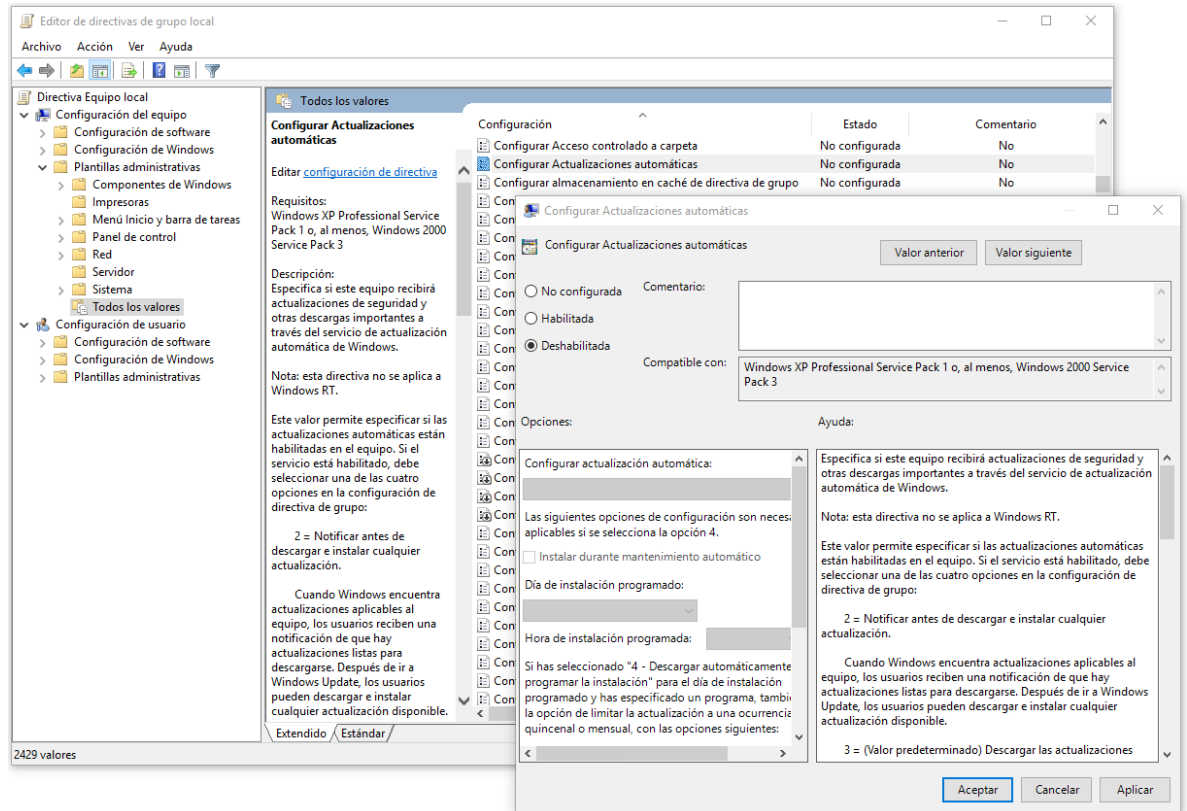 Editor de directivas de grupo local
Archivo Acción Ver Ayuda
Directiva Equipo local
Configuración del equipo
Configuración de software
Configuración de Windows
Plantillas administrativas
Componentes de Windows
Impresoras
Menú Inicio y barra de tareas
Panel de control
Red
Servidor
Sistema
Todos los valores
Configuración de usuario
Configuración de software
Configuración de Windows
Plantillas administrativas
Todos los valores
Configurar Actualizaciones
automáticas
Editar configuración de directiva
Requisitos:
Windows XP Professional Service
Pack 1 o, al menos, Windows 2000
Service Pack 3
Descripción:
Especifica si este equipo recibirá
actualizaciones de seguridad y
otras descargas importantes a
través del servicio de actualización
automática de Windows.
Nota: esta directiva no se aplica a
Windows RT.
Este valor permite especificar si las
actualizaciones automáticas están
habilitadas en el equipo. Si el
servicio está habilitado, debe
seleccionar una de las cuatro
opciones en la configuración de
directiva de grupo:
2 = Notificar antes de
descargar e instalar cualquier
actualización.
Cuando Windows encuentra
actualizaciones aplicables al
equipo, los usuarios reciben una
notificación de que hay
actualizaciones listas para
descargarse. Después de ir a
Windows Update, los usuarios
pueden descargar e instalar
cualquier actualización disponible.
Extendido Estándar
2429 valores
Configuración Estado Comentario
Configurar Acceso controlado a carpeta No configurada No
Configurar Actualizaciones automáticas No configurada No
Configurar almacenamiento en caché de directiva de grupo No configurada No
Configurar Actualizaciones automáticas
Configurar Actualizaciones automáticas
Valor anterior Valor siguiente
No configurada
Habilitada
Deshabilitada
Comentario:
Compatible con:
Windows XP Professional Service Pack 1 o, al menos, Windows 2000 Service
Pack 3
Opciones:
Configurar actualización automática:
Las siguientes opciones de configuración son neces
aplicables si se selecciona la opción 4.
Instalar durante mantenimiento automático
Día de instalación programado:
Hora de instalación programada:
Si has seleccionado "4 - Descargar automáticamente
programar la instalación" para el día de instalación
programado y has especificado un programa, tambié
la opción de limitar la actualización a una ocurrencia
quincenal o mensual, con las opciones siguientes:
Ayuda:
Especifica si este equipo recibirá actualizaciones de seguridad y
otras descargas importantes a través del servicio de actualización
automática de Windows.
Nota: esta directiva no se aplica a Windows RT.
Este valor permite especificar si las actualizaciones automáticas
están habilitadas en el equipo. Si el servicio está habilitado, debe
seleccionar una de las cuatro opciones en la configuración de
directiva de grupo:
2 = Notificar antes de descargar e instalar cualquier
actualización.
Cuando Windows encuentra actualizaciones aplicables al
equipo, los usuarios reciben una notificación de que hay
actualizaciones listas para descargarse. Después de ir a Windows
Update, los usuarios pueden descargar e instalar cualquier
actualización disponible.
3 = (Valor predeterminado) Descargar las actualizaciones
Aceptar Cancelar Aplicar